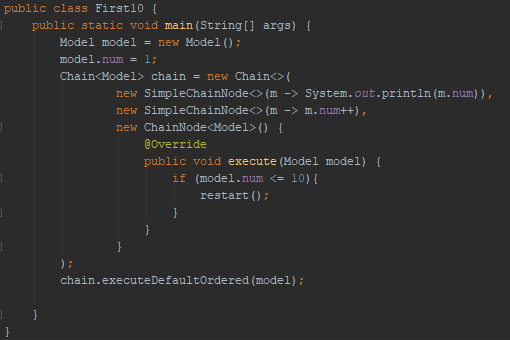 public class First10 {
    public static void main(String[] args) {
        Model model = new Model();
        model.num = 1;
        Chain<Model> chain = new Chain<>(
                new SimpleChainNode<>(m -> System.out.println(m.num)),
                new SimpleChainNode<>(m -> m.num++),
                new ChainNode<Model>() {
                    @Override
                    public void execute(Model model) {
                        if (model.num <= 10){
                            restart();
                        }
                    }
                }
        );
        chain.executeDefaultOrdered(model);
    }
}